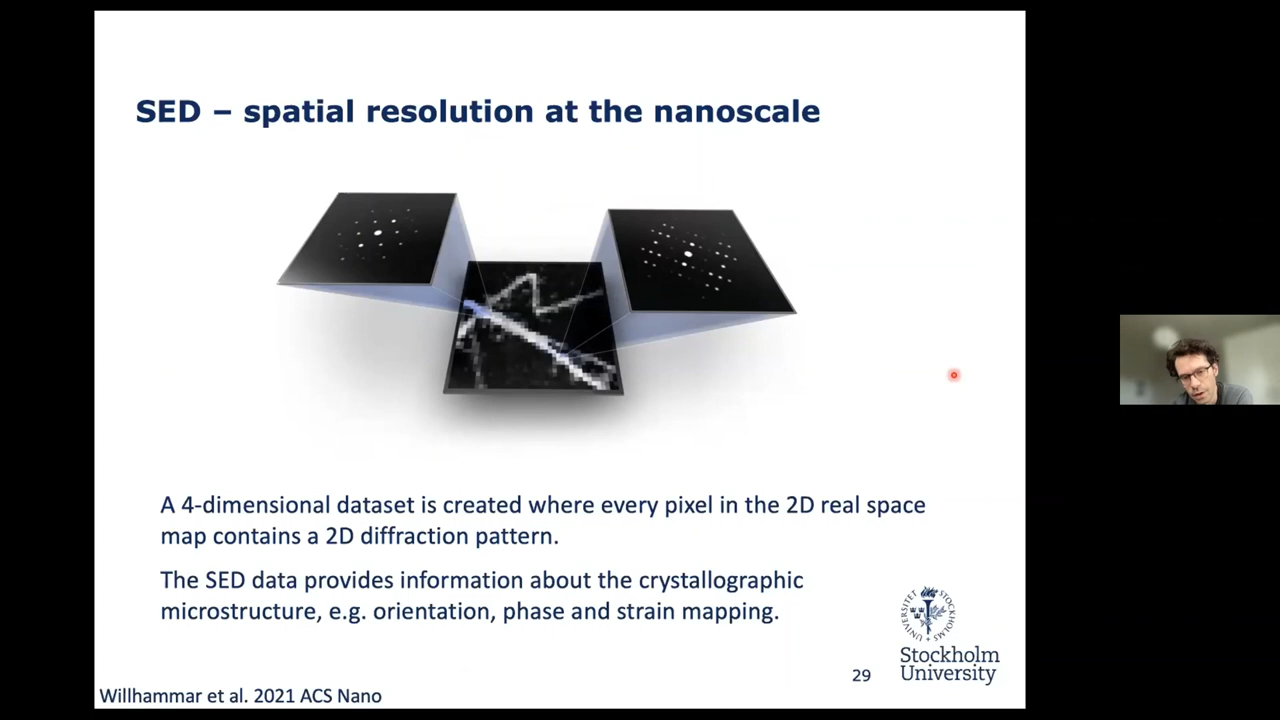 SED – spatial resolution at the nanoscale
A 4-dimensional dataset is created where every pixel in the 2D real space
map contains a 2D diffraction pattern.
The SED data provides information about the crystallographic
microstructure, e.g. orientation, phase and strain mapping.
STOCKHOLMS UNIVERSITET
Stockholm
University
29
Willhammar et al. 2021 ACS Nano